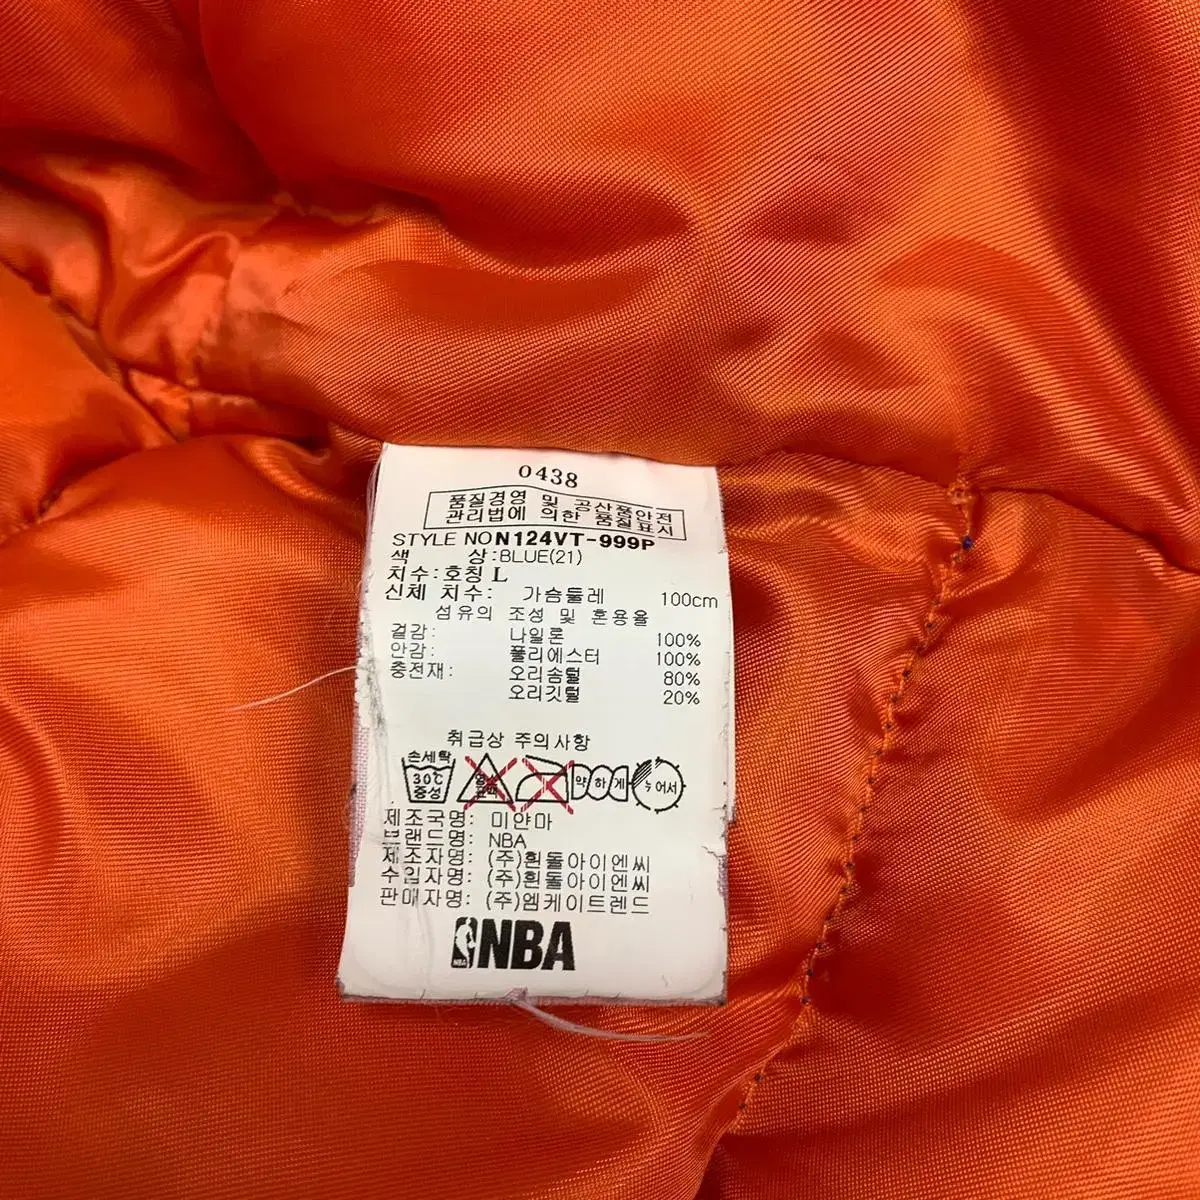 0438
품질경영 및 공산품안전
관리법에 의한 품질표시
STYLE NO N124VT-999P
색 상:BLUE(21)
치수:호칭 L
신체 치수: 가슴둘레 100cm
섬유의 조성 및 혼용율
겉감: 나일론 100%
안감: 폴리에스터 100%
충전재: 오리솜털 80%
오리깃털 20%
취급상 주의사항
손세탁
30℃
중성
약하게
뉘어서
제조국명: 미얀마
브랜드명: NBA
제조자명: (주)흰돌아이엔씨
수입자명: (주)흰돌아이엔씨
판매자명: (주)엠케이트렌드
NBA
NBA